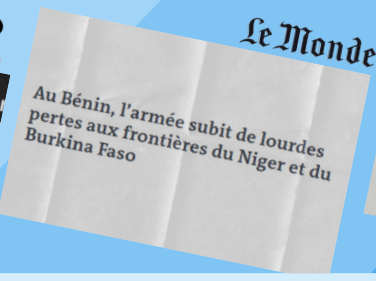 Le Monde
Au Bénin, l’armée subit de lourdes
pertes aux frontières du Niger et du
Burkina Faso